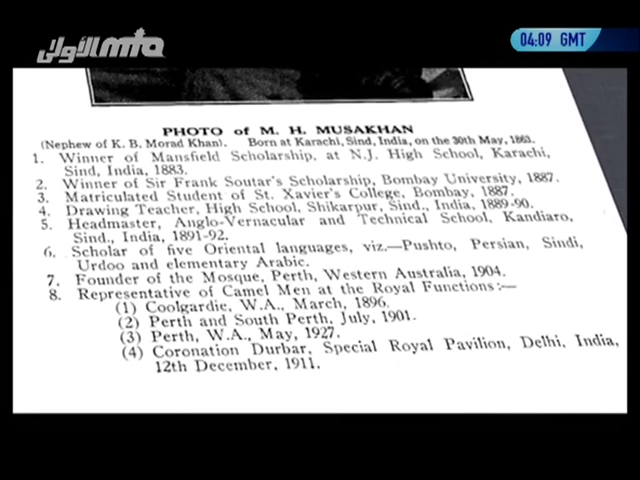 الأولى mta
04:09 GMT
PHOTO of M. H. MUSAKHAN
(Nephew of K. B. Morad Khan). Born at Karachi, Sind, India, on the 30th May, 1863.
1. Winner of Mansfield Scholarship, at N.J. High School, Karachi,
Sind, India, 1883.
2. Winner of Sir Frank Soutar's Scholarship, Bombay University, 1887.
3. Matriculated Student of St. Xavier's College, Bombay, 1887.
4. Drawing Teacher, High School, Shikarpur, Sind., India, 1889-90.
5. Headmaster, Anglo-Vernacular and Technical School, Kandiaro,
Sind., India, 1891-92.
6. Scholar of five Oriental languages, viz.—Pushto, Persian, Sindi,
Urdoo and elementary Arabic.
7. Founder of the Mosque, Perth, Western Australia, 1904.
8. Representative of Camel Men at the Royal Functions:—
(1) Coolgardie, W.A., March, 1896.
(2) Perth and South Perth, July, 1901.
(3) Perth, W.A., May, 1927.
(4) Coronation Durbar, Special Royal Pavilion, Delhi, India,
12th December, 1911.